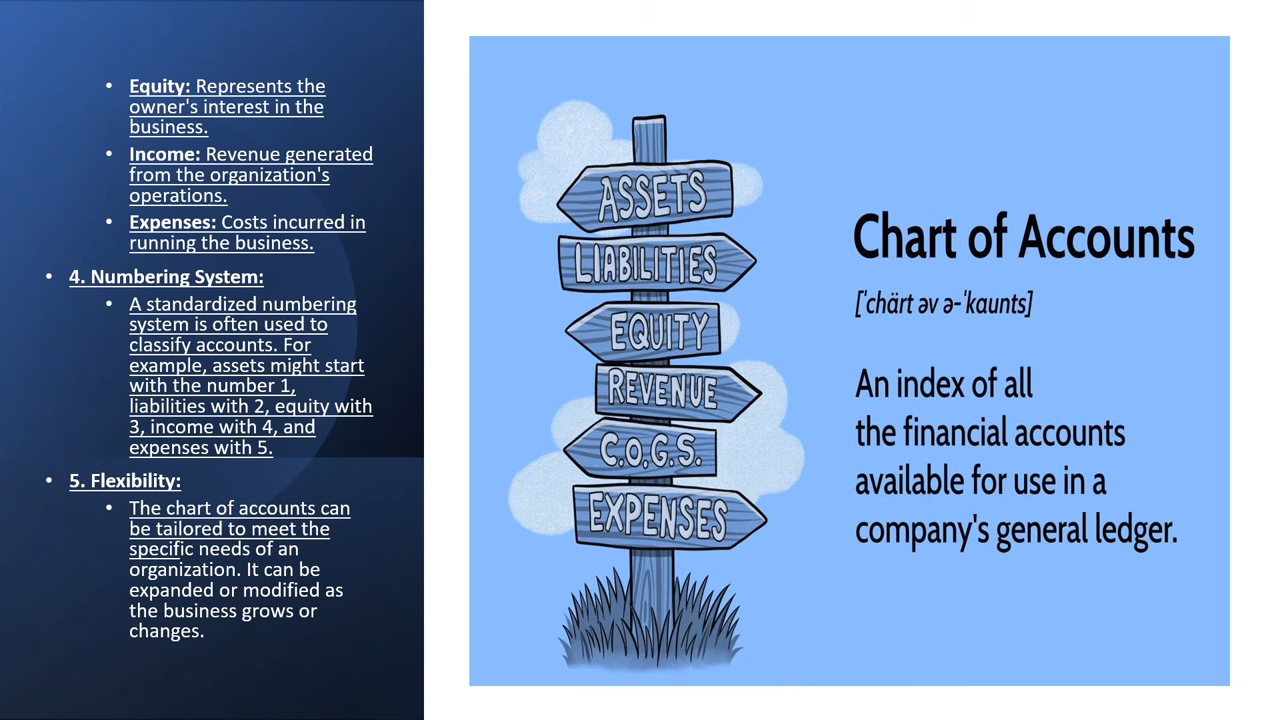 • Equity: Represents the
owner's interest in the
business.
• Income: Revenue generated
from the organization's
operations.
• Expenses: Costs incurred in
running the business.
• 4. Numbering System:
• A standardized numbering
system is often used to
classify accounts. For
example, assets might start
with the number 1,
liabilities with 2, equity with
3, income with 4, and
expenses with 5.
• 5. Flexibility:
• The chart of accounts can
be tailored to meet the
specific needs of an
organization. It can be
expanded or modified as
the business grows or
changes.
ASSETS
LIABILITIES
EQUITY
REVENUE
C.O.G.S.
EXPENSES
Chart of Accounts
[ˈchärt əv ə-ˈkaunts]
An index of all
the financial accounts
available for use in a
company's general ledger.